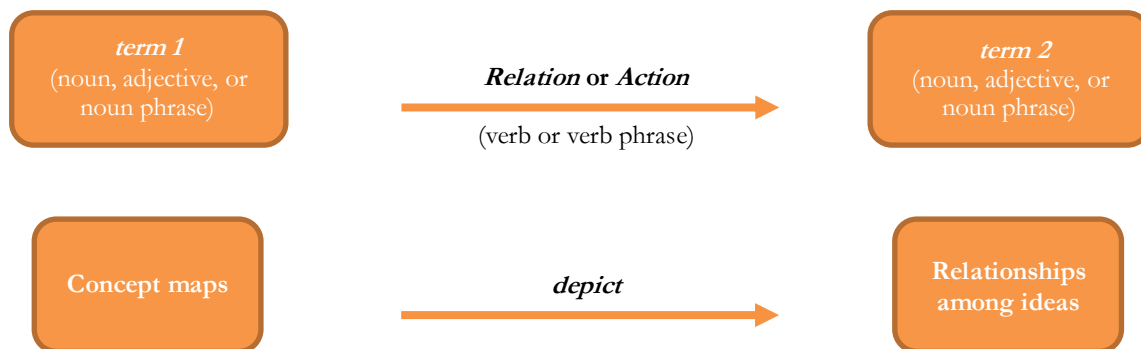 term 1
(noun, adjective, or
noun phrase)
Relation or Action
(verb or verb phrase)
term 2
(noun, adjective, or
noun phrase)
Concept maps
depict
Relationships
among ideas